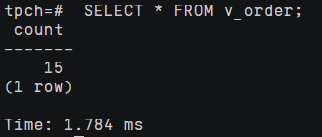 tpch=#  SELECT * FROM v_order;
 count
-------
    15
(1 row)

Time: 1.784 ms